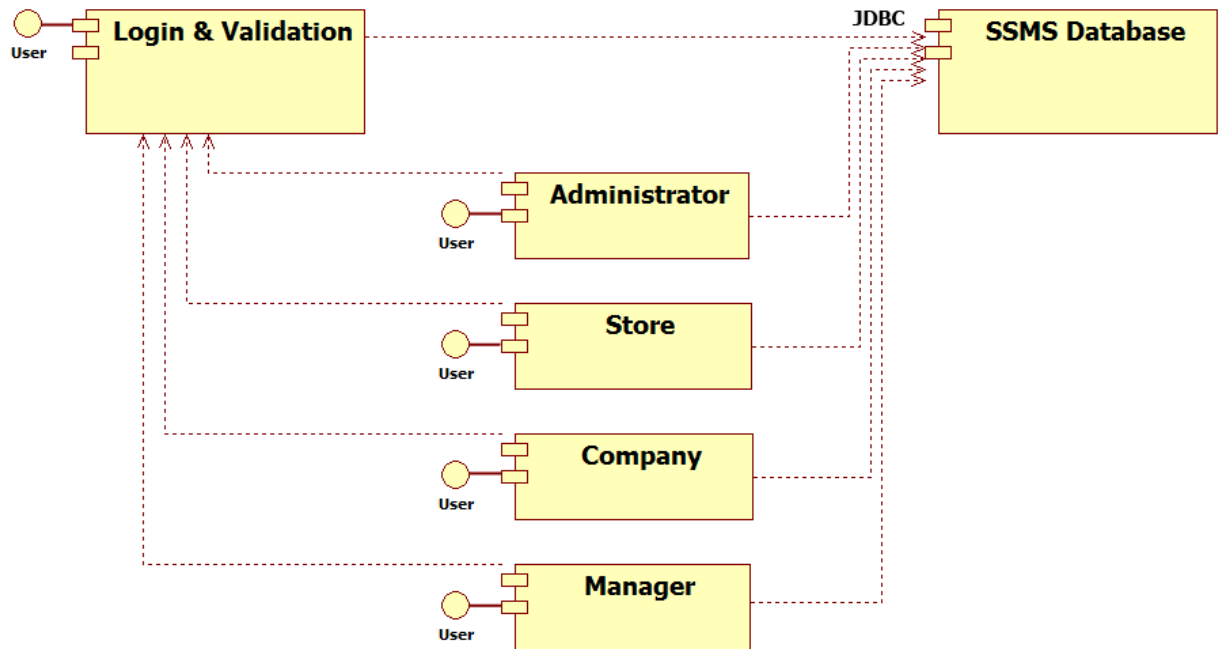 Login & Validation
JDBC
SSMS Database
User
Administrator
User
Store
User
Company
User
Manager
User